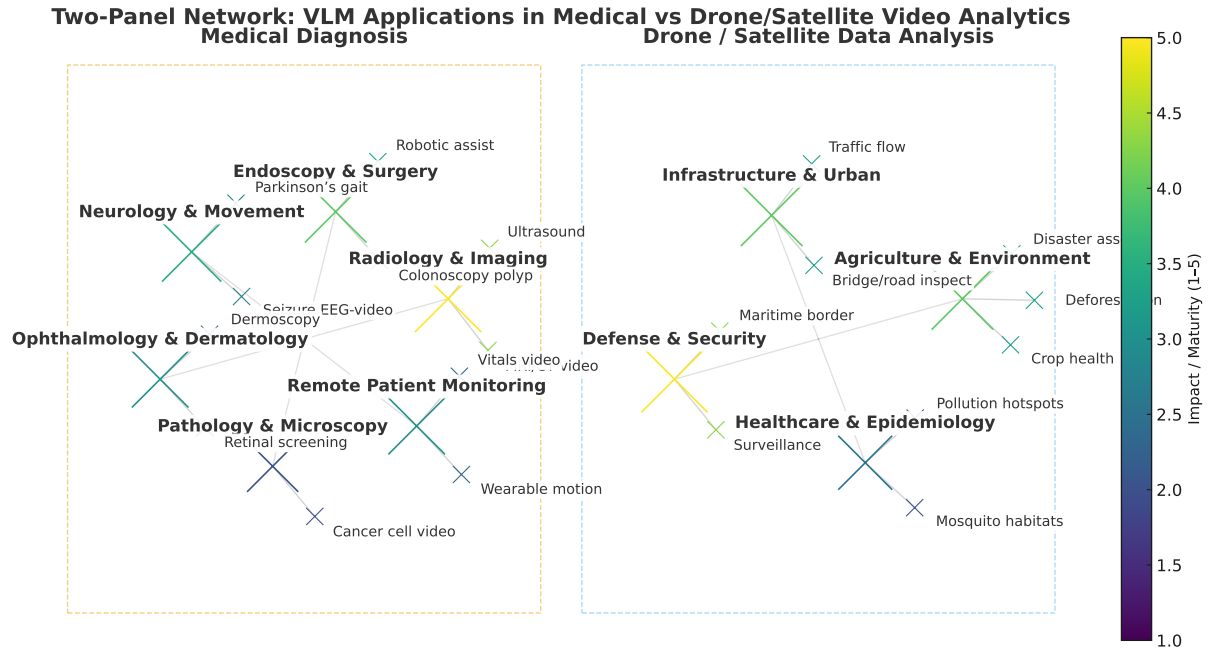 Two-Panel Network: VLM Applications in Medical vs Drone/Satellite Video Analytics
Medical Diagnosis
Robotic assist
Endoscopy & Surgery
Parkinson’s gait
Neurology & Movement
Ultrasound
Radiology & Imaging
Colonoscopy polyp
Seizure EEG-video
Dermoscopy
Ophthalmology & Dermatology
Vitals video
video
Remote Patient Monitoring
Pathology & Microscopy
Retinal screening
Wearable motion
Cancer cell video
Drone / Satellite Data Analysis
Traffic flow
Infrastructure & Urban
Disaster ass
Agriculture & Environment
Bridge/road inspect
Maritime border
Defense & Security
Crop health
Pollution hotspots
Healthcare & Epidemiology
Surveillance
Mosquito habitats
5.0
4.5
4.0
3.5
3.0
2.5
2.0
1.5
1.0
Impact / Maturity (1–5)